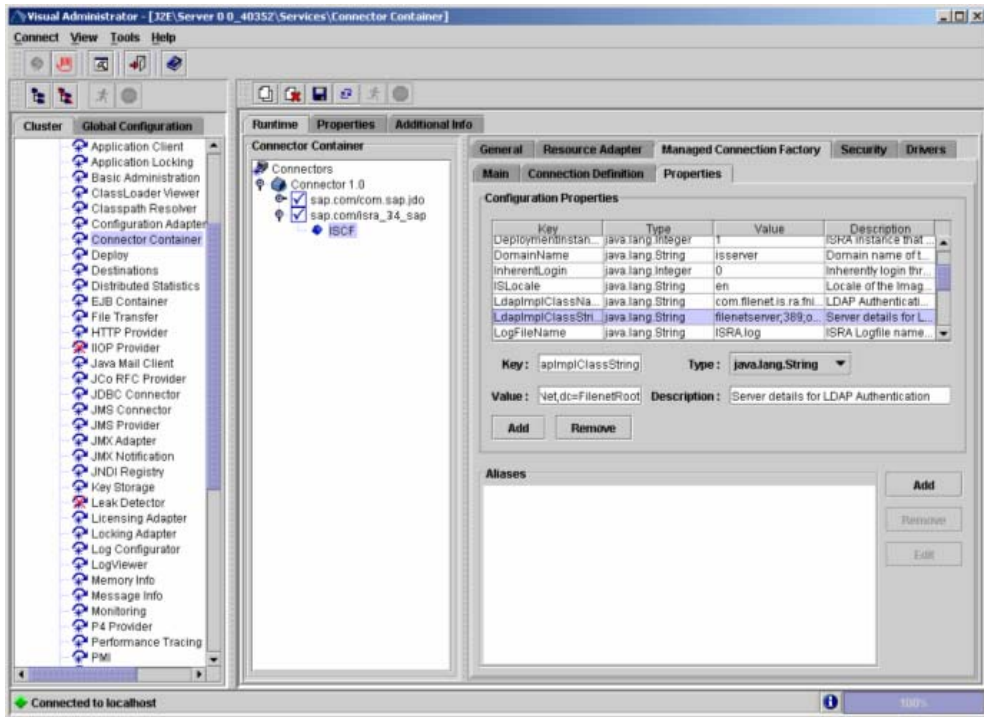 Visual Administrator - [J2E\Server 0 0_40352\Services\Connector Container]
Connect View Tools Help
Cluster Global Configuration
Application Client
Application Locking
Basic Administration
ClassLoader Viewer
Classpath Resolver
Configuration Adapter
Connector Container
Deploy
Destinations
Distributed Statistics
EJB Container
File Transfer
HTTP Provider
IIOP Provider
Java Mail Client
JCo RFC Provider
JDBC Connector
JMS Connector
JMS Provider
JMX Adapter
JMX Notification
JNDI Registry
Key Storage
Leak Detector
Licensing Adapter
Locking Adapter
Log Configurator
LogViewer
Memory Info
Message Info
Monitoring
P4 Provider
Performance Tracing
PMI
Runtime Properties Additional Info
Connector Container
Connectors
Connector 1.0
sap.com/com.sap.jdo
sap.com/isra_34_sap
ISCF
General Resource Adapter Managed Connection Factory Security Drivers
Main Connection Definition Properties
Configuration Properties
Key Type Value Description
DeploymentInstan... java.lang.Integer 1 ISRA instance that ...
DomainName java.lang.String isserver Domain name of t...
InherentLogin java.lang.Integer 0 Inherently login thr...
ISLocale java.lang.String en Locale of the Imag...
LdapImplClassNa... java.lang.String com.filenet.is.ra.fni... LDAP Authenticati...
LdapImplClassStri... java.lang.String filenetserver;389;o... Server details for L...
LogFileName java.lang.String ISRA.log ISRA Logfile name...
Key : apImplClassString Type : java.lang.String
Value : Net,dc=FilenetRoot Description : Server details for LDAP Authentication
Add Remove
Aliases
Add
Remove
Edit
Connected to localhost
100%